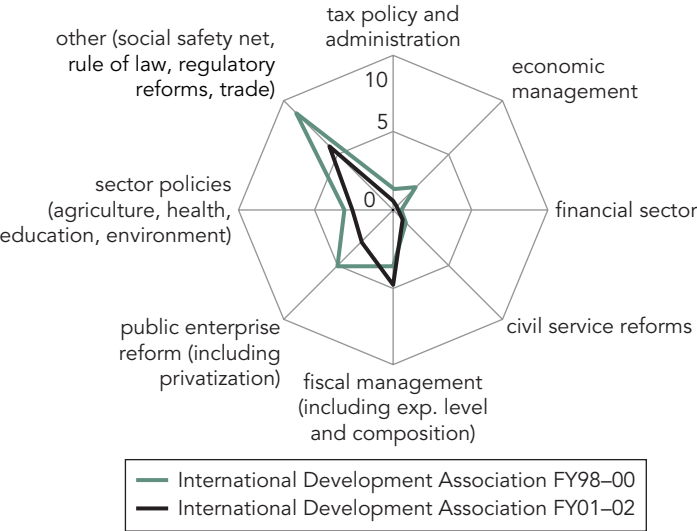 tax policy and
administration
other (social safety net,
rule of law, regulatory
reforms, trade)
economic
management
10
5
0
sector policies
(agriculture, health,
education, environment)
financial sector
public enterprise
reform (including
privatization)
civil service reforms
fiscal management
(including exp. level
and composition)
International Development Association FY98–00
International Development Association FY01–02